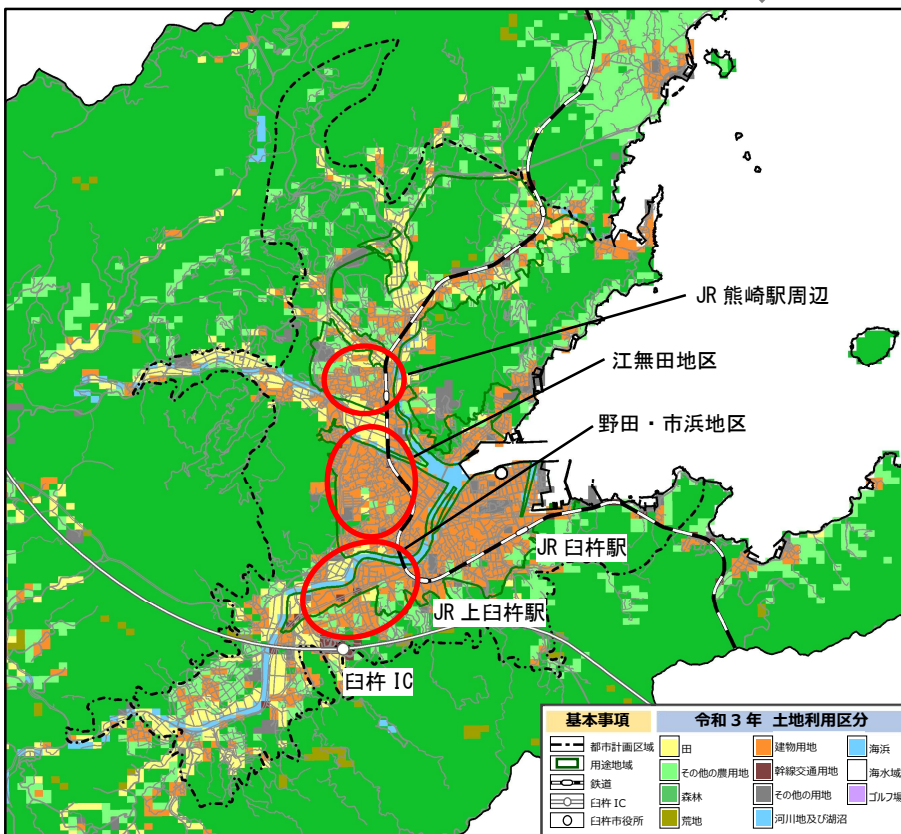 JR 熊崎駅周辺
江無田地区
野田・市浜地区
JR 臼杵駅
JR 上臼杵駅
臼杵 IC
基本事項
都市計画区域
用途地域
鉄道
臼杵 IC
臼杵市役所
令和3年 土地利用区分
田
その他の農用地
森林
荒地
建物用地
幹線交通用地
その他の用地
河川地及び湖沼
海浜
海水域
ゴルフ場